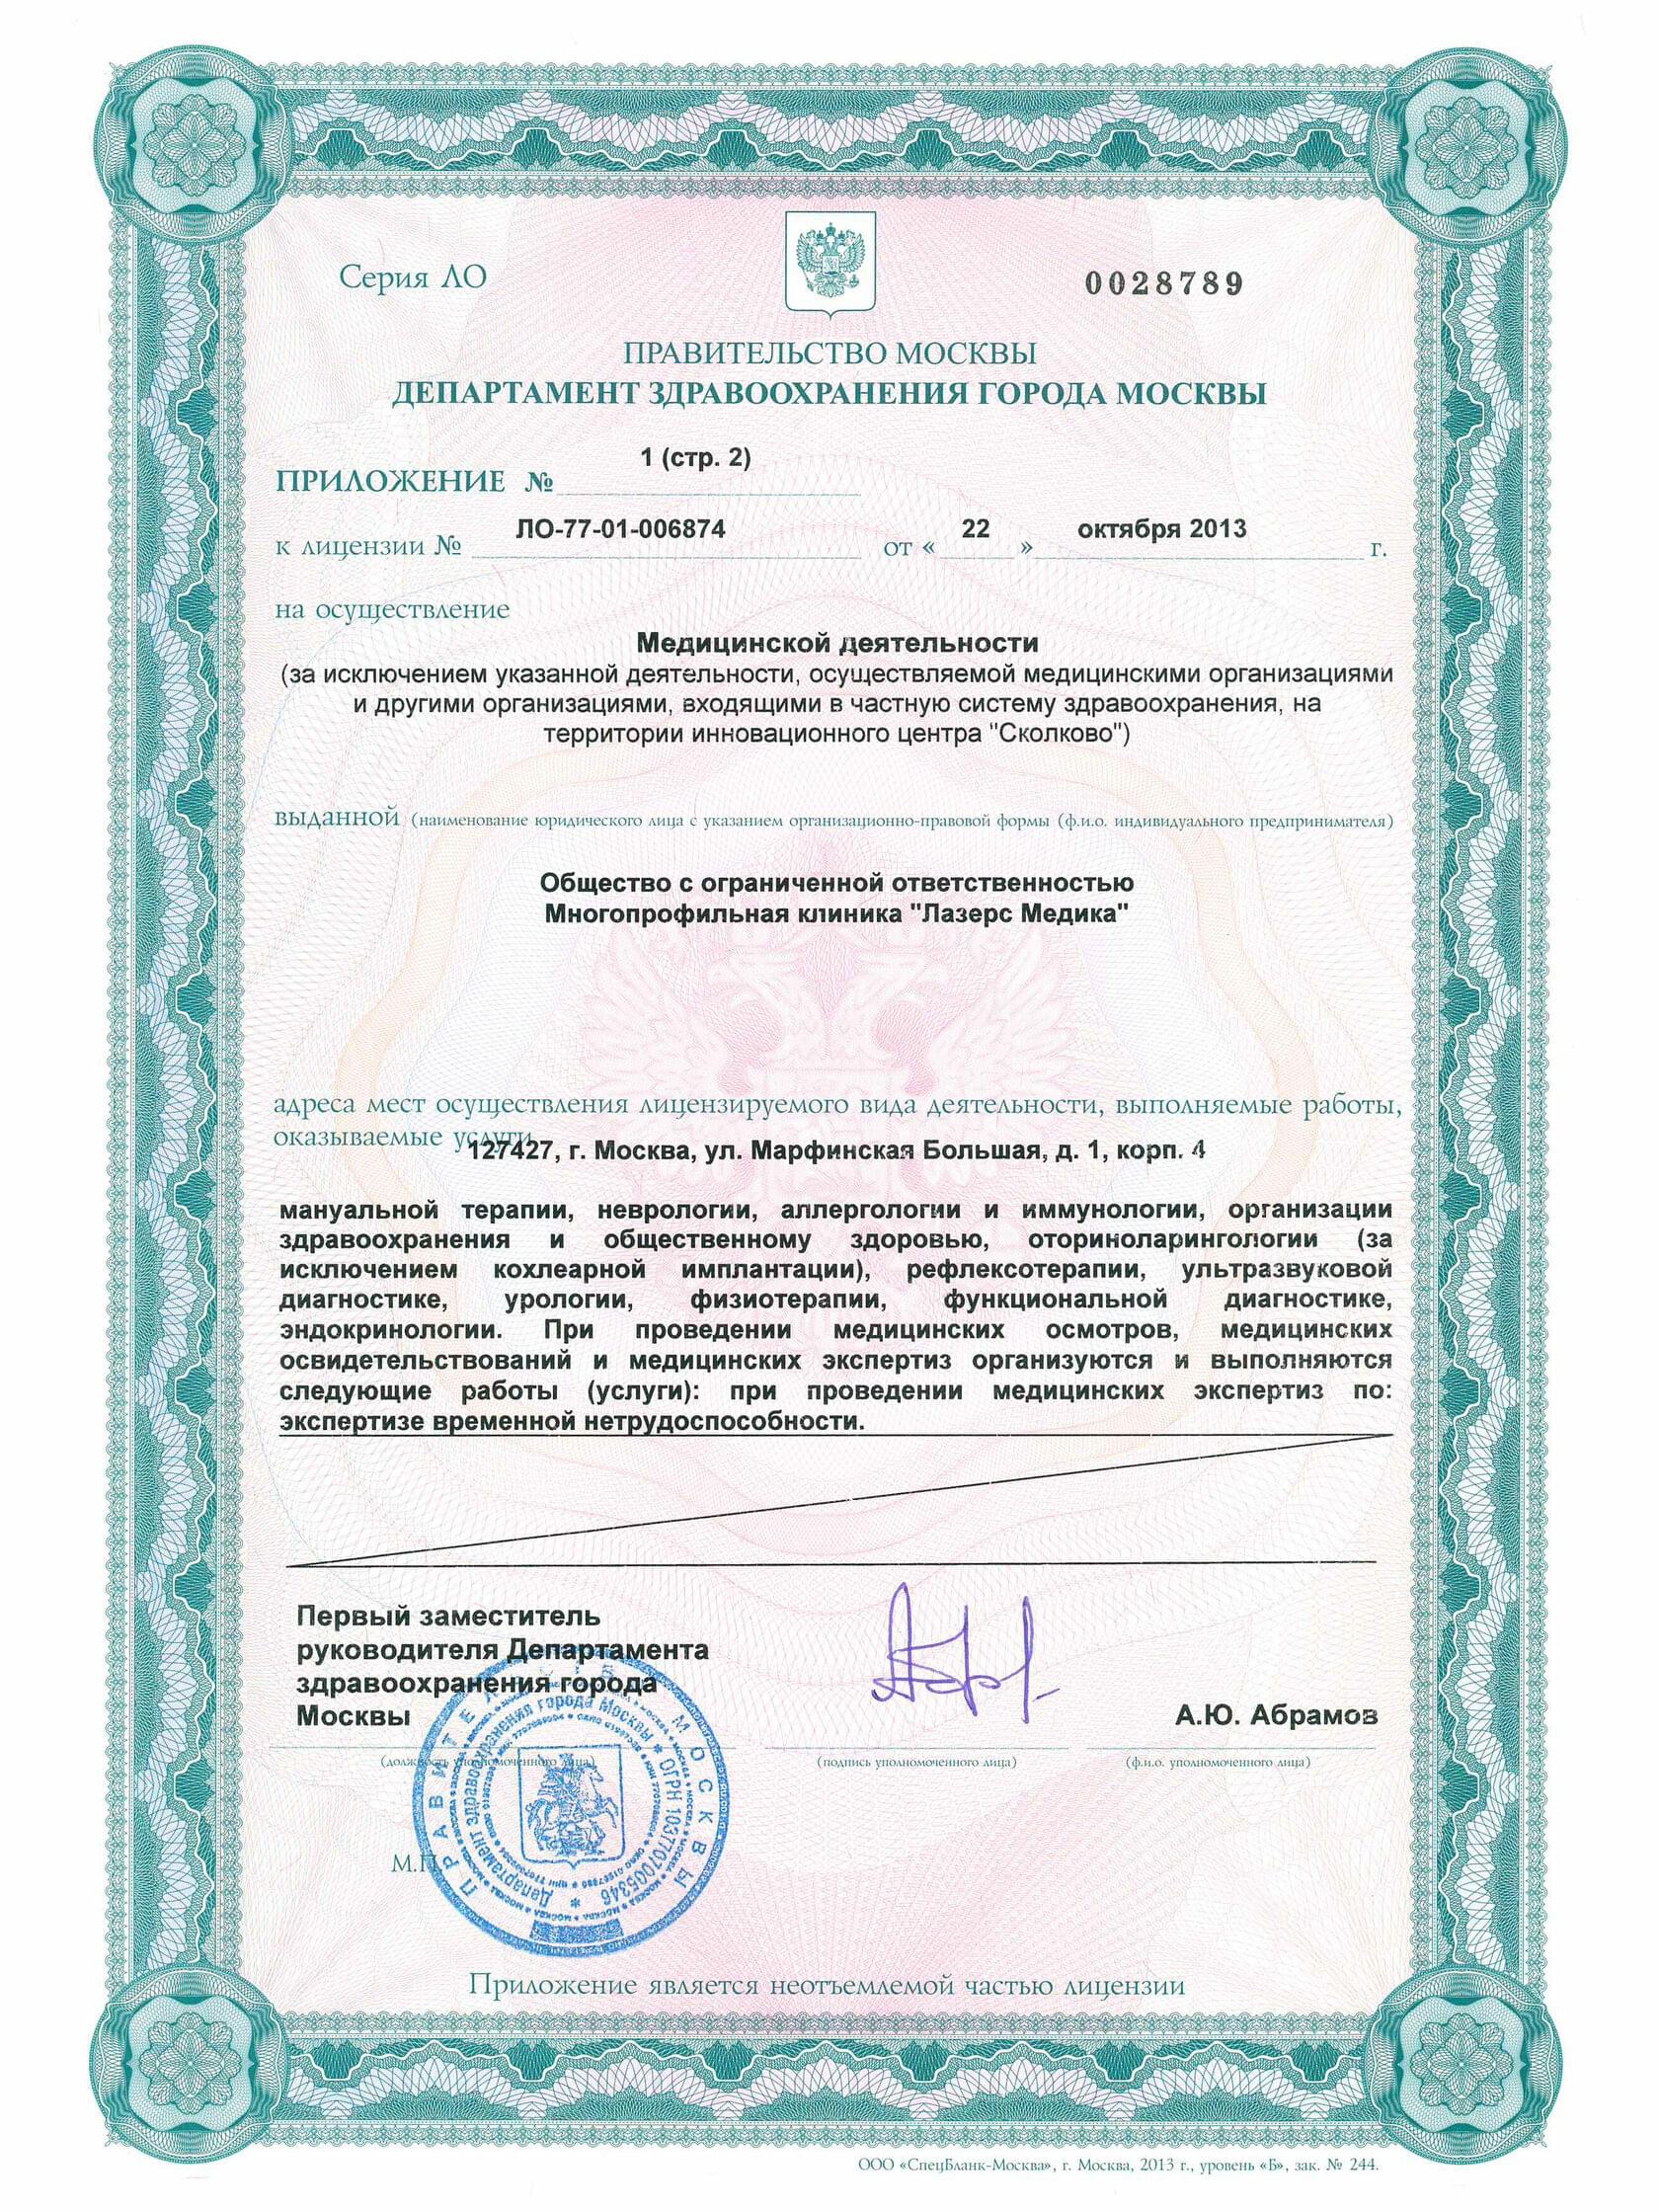 Серия ЛО
0028789
ПРАВИТЕЛЬСТВО МОСКВЫ
ДЕПАРТАМЕНТ ЗДРАВООХРАНЕНИЯ ГОРОДА МОСКВЫ
1 (стр. 2)
ПРИЛОЖЕНИЕ №
к лицензии № ЛО-77-01-006874 от « 22 » октября 2013 г.
на осуществление
Медицинской деятельности
(за исключением указанной деятельности, осуществляемой медицинскими организациями
и другими организациями, входящими в частную систему здравоохранения, на
территории инновационного центра "Сколково")
выданной (наименование юридического лица с указанием организационно-правовой формы (ф.и.о. индивидуального предпринимателя)
Общество с ограниченной ответственностью
Многопрофильная клиника "Лазерс Медика"
адреса мест осуществления лицензируемого вида деятельности, выполняемые работы,
оказываемые услуги
127427, г. Москва, ул. Марфинская Большая, д. 1, корп. 4
мануальной терапии, неврологии, аллергологии и иммунологии, организации
здравоохранения и общественному здоровью, оториноларингологии (за
исключением кохлеарной имплантации), рефлексотерапии, ультразвуковой
диагностике, урологии, физиотерапии, функциональной диагностике,
эндокринологии. При проведении медицинских осмотров, медицинских
освидетельствований и медицинских экспертиз организуются и выполняются
следующие работы (услуги): при проведении медицинских экспертиз по:
экспертизе временной нетрудоспособности.
Первый заместитель
руководителя Департамента
здравоохранения города
Москвы
А.Ю. Абрамов
(должность уполномоченного лица)
(подпись уполномоченного лица)
(ф.и.о. уполномоченного лица)
М.П.
ПРАВИТЕЛЬСТВО МОСКВЫ
Департамент здравоохранения города Москвы * ОГРН 1037707005346 *
Приложение является неотъемлемой частью лицензии
ООО «СпецБланк-Москва», г. Москва, 2013 г., уровень «Б», зак. № 244.